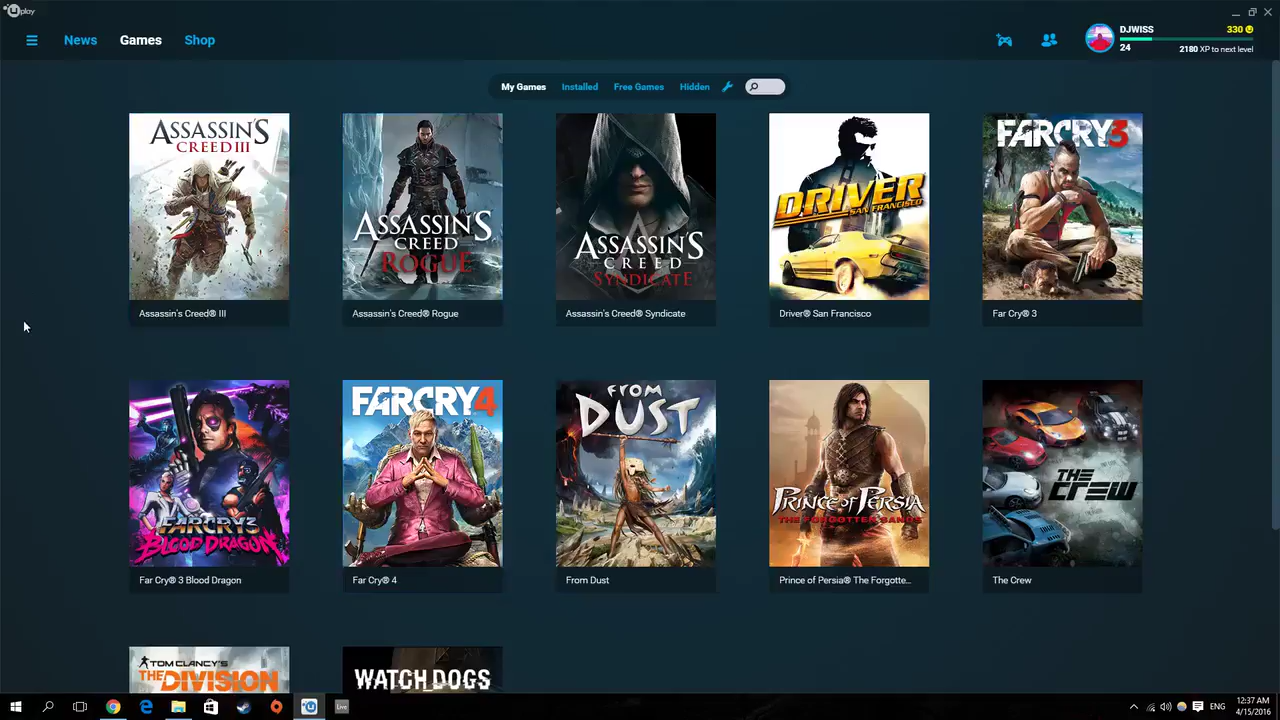 uplay
News Games Shop
DJWISS 330
24 2180 XP to next level
My Games Installed Free Games Hidden
ASSASSIN'S
CREED III
Assassin's Creed® III
ASSASSIN'S
CREED
ROGUE
Assassin's Creed® Rogue
ASSASSIN'S
CREED
SYNDICATE
Assassin's Creed® Syndicate
DRIVER
SAN FRANCISCO
Driver® San Francisco
FARCRY3
Far Cry® 3
FARCRY3
BLOOD DRAGON
Far Cry® 3 Blood Dragon
FARCRY4
Far Cry® 4
FROM
DUST
From Dust
PRINCE OF PERSIA
THE FORGOTTEN SANDS
Prince of Persia® The Forgotte...
THE
CREW
The Crew
TOM CLANCY'S
THE DIVISION
WATCH DOGS
Live
ENG
12:37 AM
4/15/2016